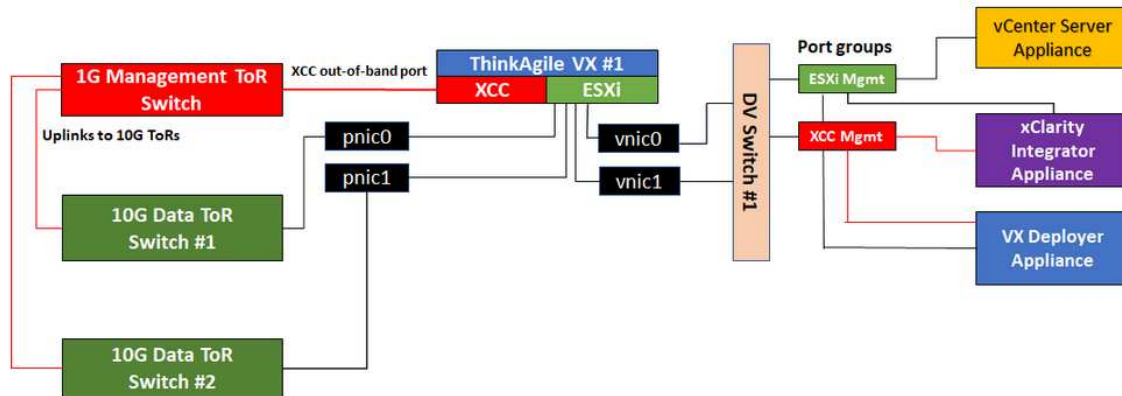 1G Management ToR
Switch
XCC out-of-band port
ThinkAgile VX #1
XCC
ESXi
Uplinks to 10G ToRs
pnic0
pnic1
vnic0
vnic1
10G Data ToR
Switch #1
10G Data ToR
Switch #2
DV Switch #1
Port groups
ESXi Mgmt
XCC Mgmt
vCenter Server
Appliance
xClarity
Integrator
Appliance
VX Deployer
Appliance